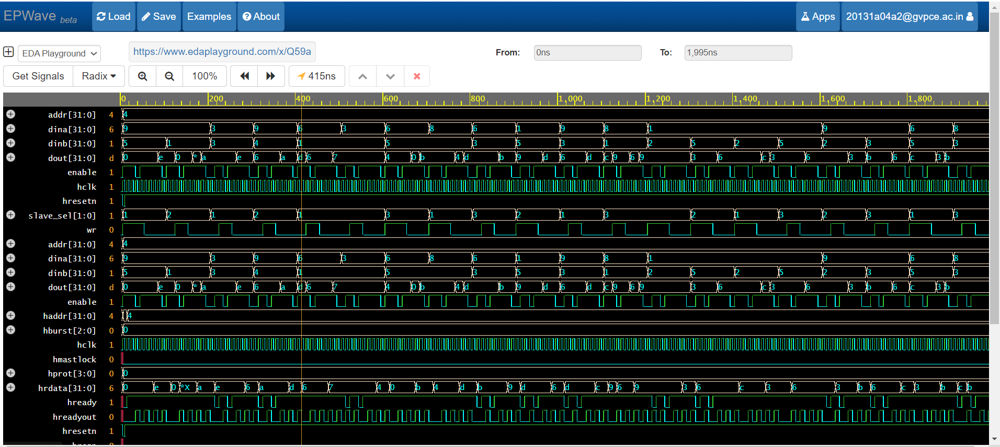 EPWave beta Load Save Examples About Apps 20131a04a2@gvpce.ac.in
EDA Playground https://www.edaplayground.com/x/Q59a From: 0ns To: 1,995ns
Get Signals Radix 100% 415ns
0 200 400 600 800 1,000 1,200 1,400 1,600 1,800
addr[31:0] 4 4
dina[31:0] 6 9 3 9 6 3 6 8 6 1 9 8 1 9 6 8
dinb[31:0] 1 5 1 3 4 1 5 3 5 3 1 2 5 2 5 2 3 5 3
dout[31:0] d 0 e 0 * a e 6 a d 6 7 4 0 b 4 d b 9 d 6 d c 9 6 9 3 6 c 3 6 3 b 6 c 3 b
enable 1
hclk 1
hresetn 1
slave_sel[1:0] 1 1 2 1 2 1 3 1 3 2 1 3 2 1 3 2 3 1 3
wr 0
addr[31:0] 4 4
dina[31:0] 6 9 3 9 6 3 6 8 6 1 9 8 1 9 6 8
dinb[31:0] 1 5 1 3 4 1 5 3 5 3 1 2 5 2 5 2 3 5 3
dout[31:0] d 0 e 0 * a e 6 a d 6 7 4 0 b 4 d b 9 d 6 d c 9 6 9 3 6 c 3 6 3 b 6 c 3 b
enable 1
haddr[31:0] 4 4
hburst[2:0] 0 0
hclk 1
hmastlock 0
hprot[3:0] 0 0
hrdata[31:0] 6 0 e 0 *X a e 6 a d 6 7 4 0 b 4 d b 9 d 6 d c 9 6 9 3 6 c 3 6 3 b 6 c 3 b c b
hready 1
hreadyout 0
hresetn 1